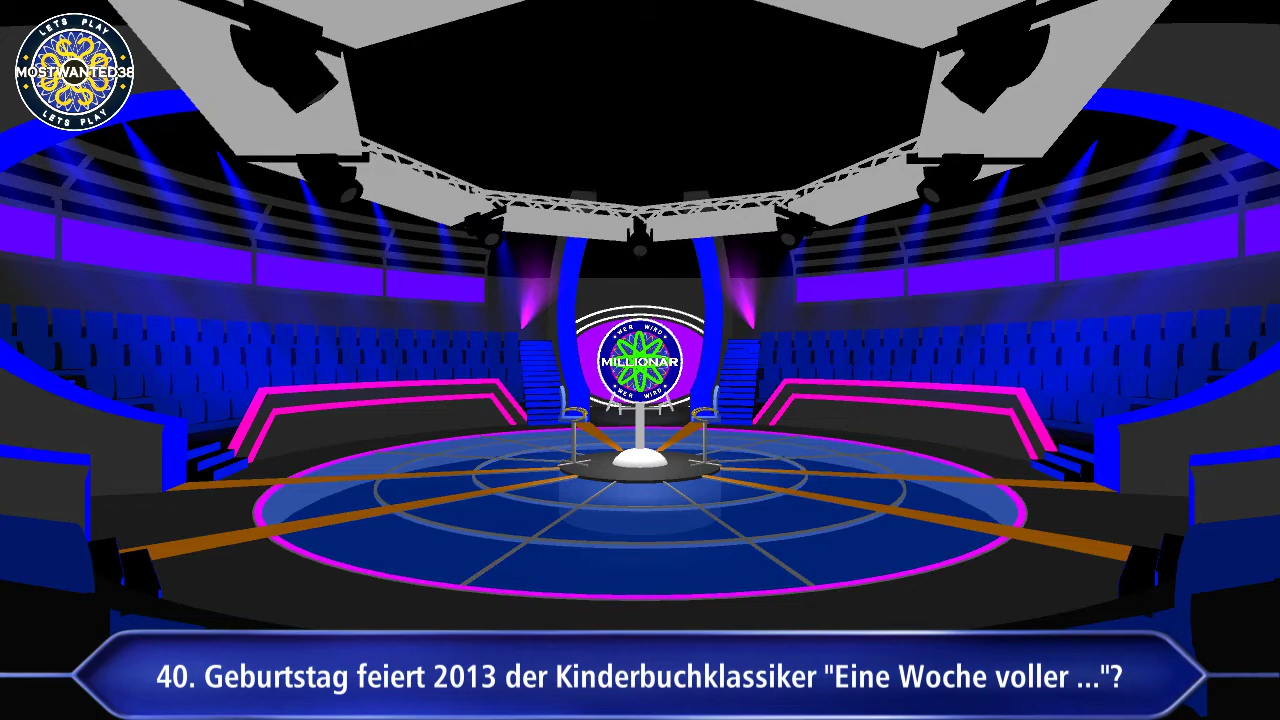 LETS PLAY
MOSTWANTED38
LETS PLAY
WER WIRD
MILLIONÄR
WER WIRD
40. Geburtstag feiert 2013 der Kinderbuchklassiker "Eine Woche voller ..."?